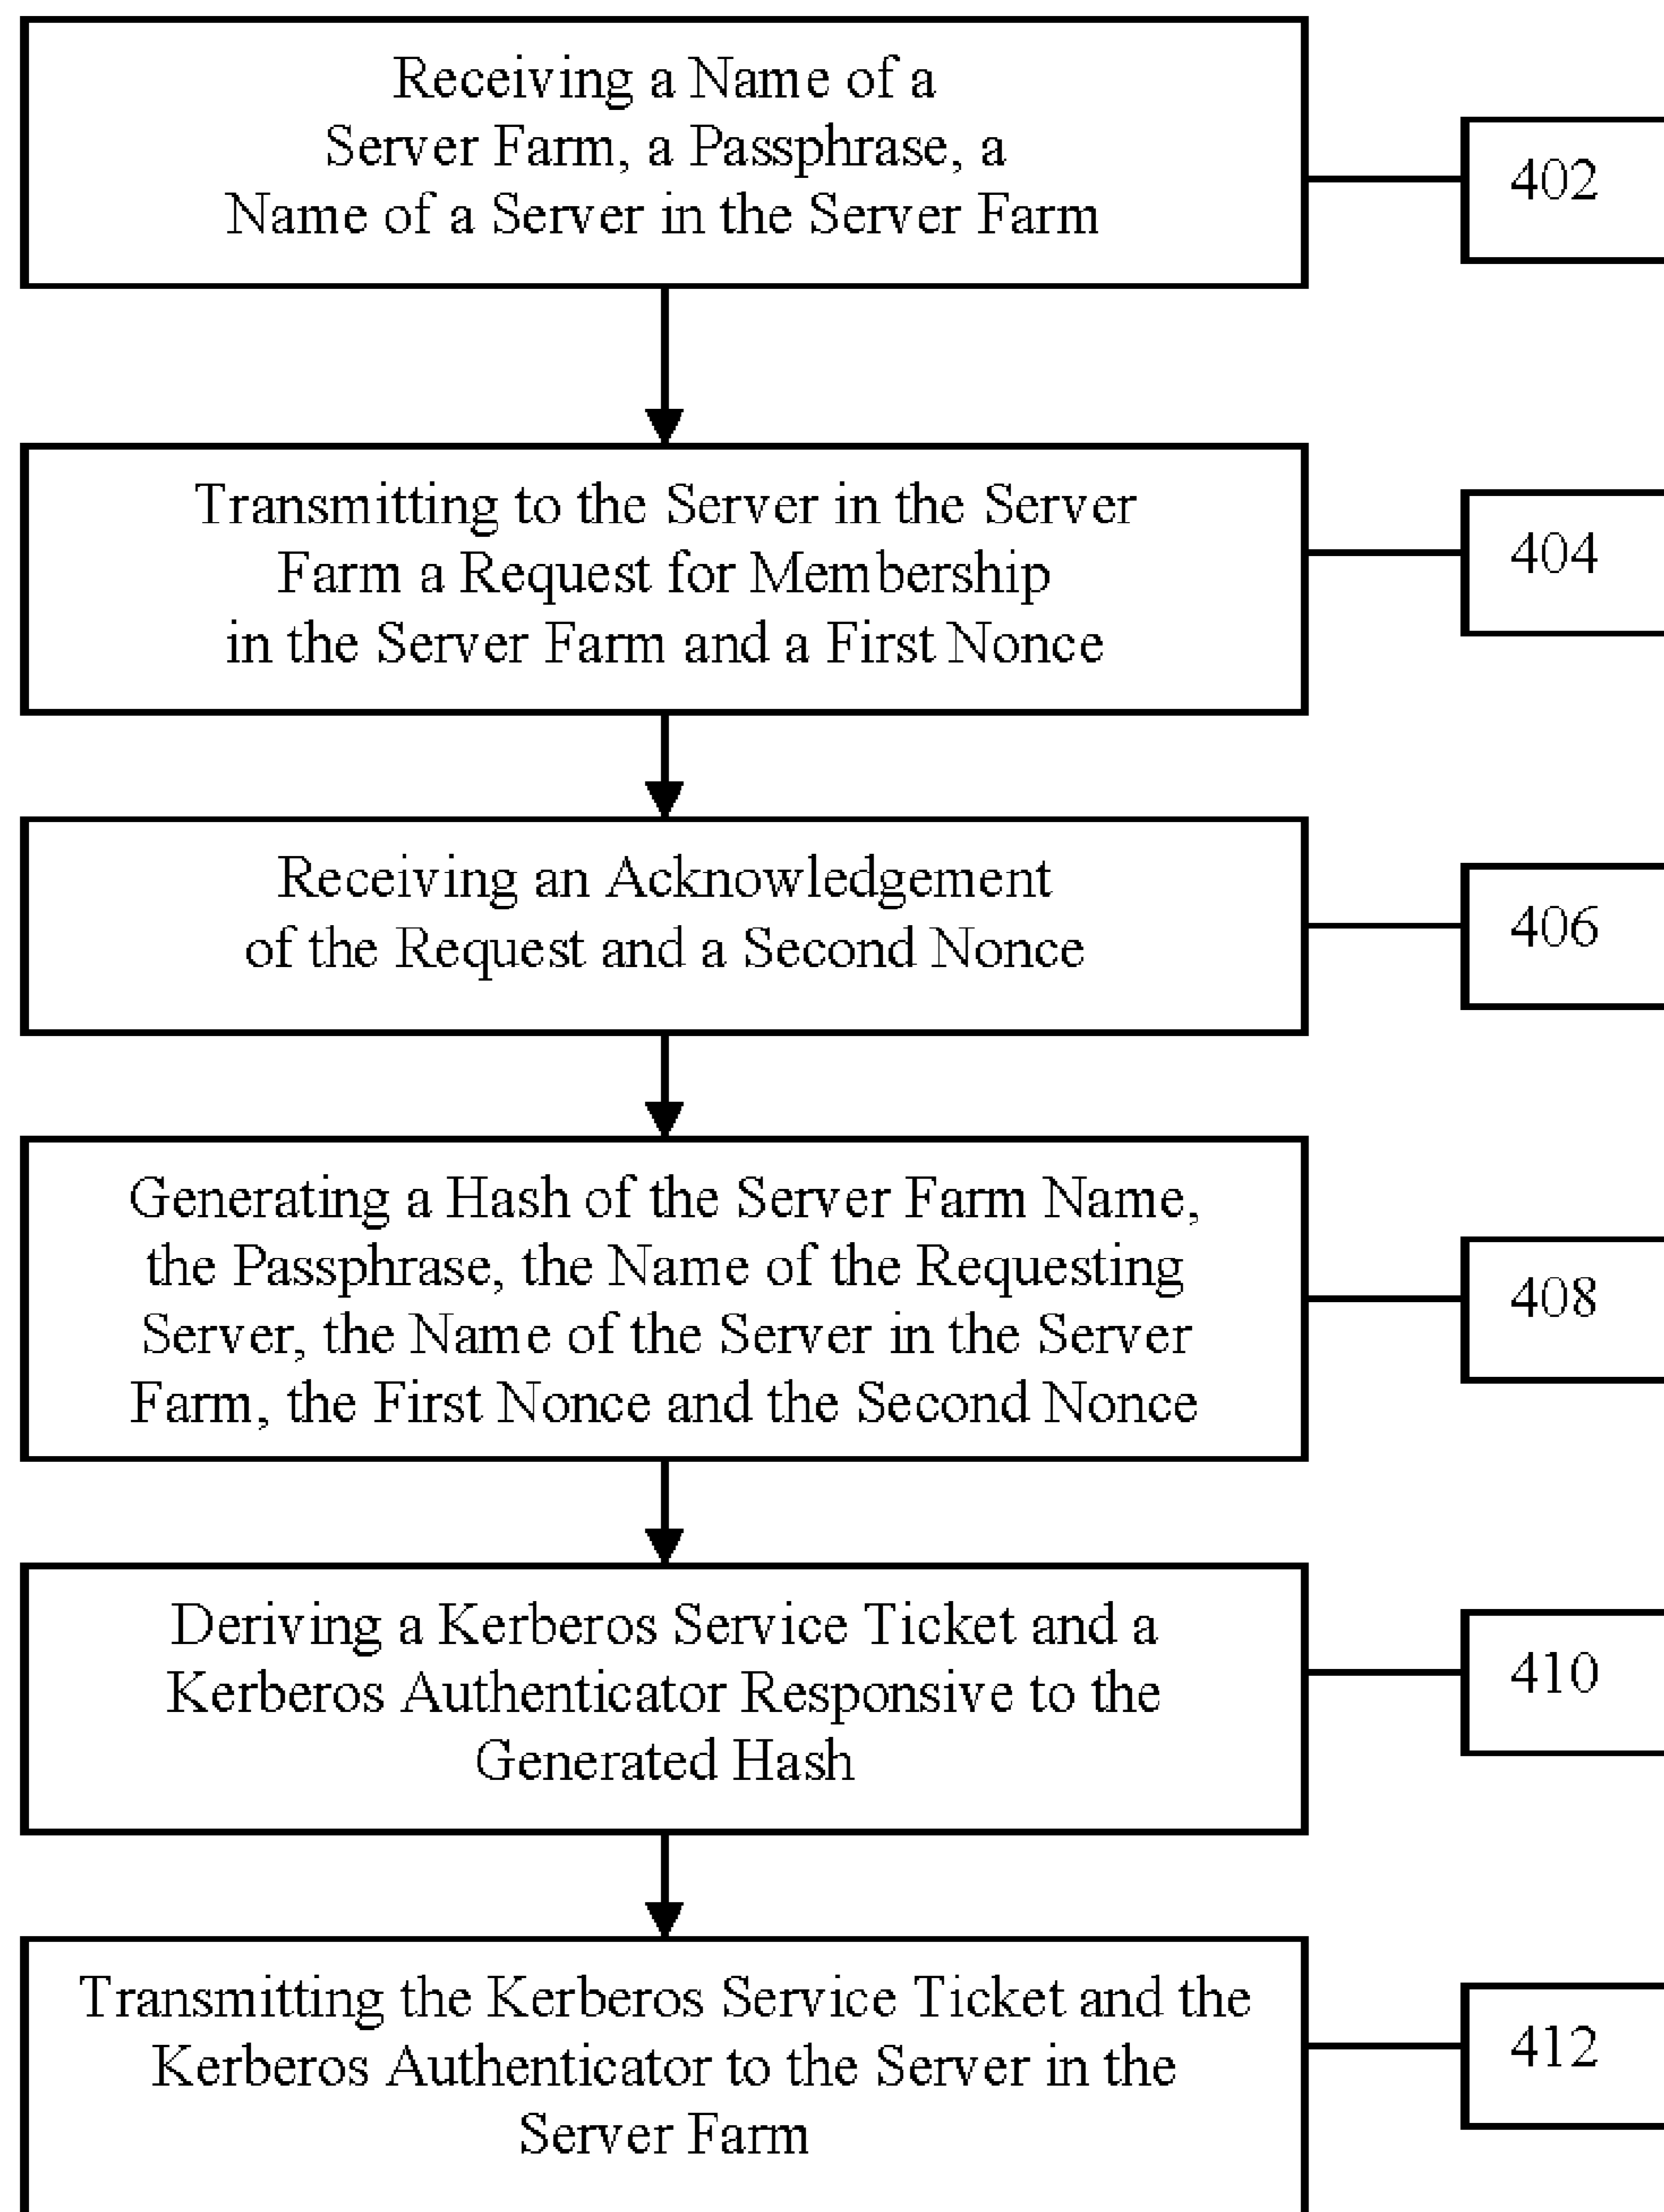 Receiving a Name of a
Server Farm, a Passphrase, a
Name of a Server in the Server Farm
402
Transmitting to the Server in the Server
Farm a Request for Membership
in the Server Farm and a First Nonce
404
Receiving an Acknowledgement
of the Request and a Second Nonce
406
Generating a Hash of the Server Farm Name,
the Passphrase, the Name of the Requesting
Server, the Name of the Server in the Server
Farm, the First Nonce and the Second Nonce
408
Deriving a Kerberos Service Ticket and a
Kerberos Authenticator Responsive to the
Generated Hash
410
Transmitting the Kerberos Service Ticket and the
Kerberos Authenticator to the Server in the
Server Farm
412